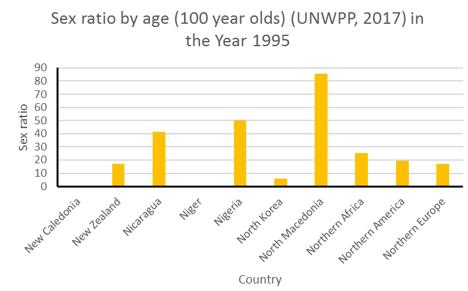 Sex ratio by age (100 year olds) (UNWPP, 2017) in
the Year 1995
Sex ratio
90
80
70
60
50
40
30
20
10
0
New Caledonia
New Zealand
Nicaragua
Niger
Nigeria
North Korea
North Macedonia
Northern Africa
Northern America
Northern Europe
Country